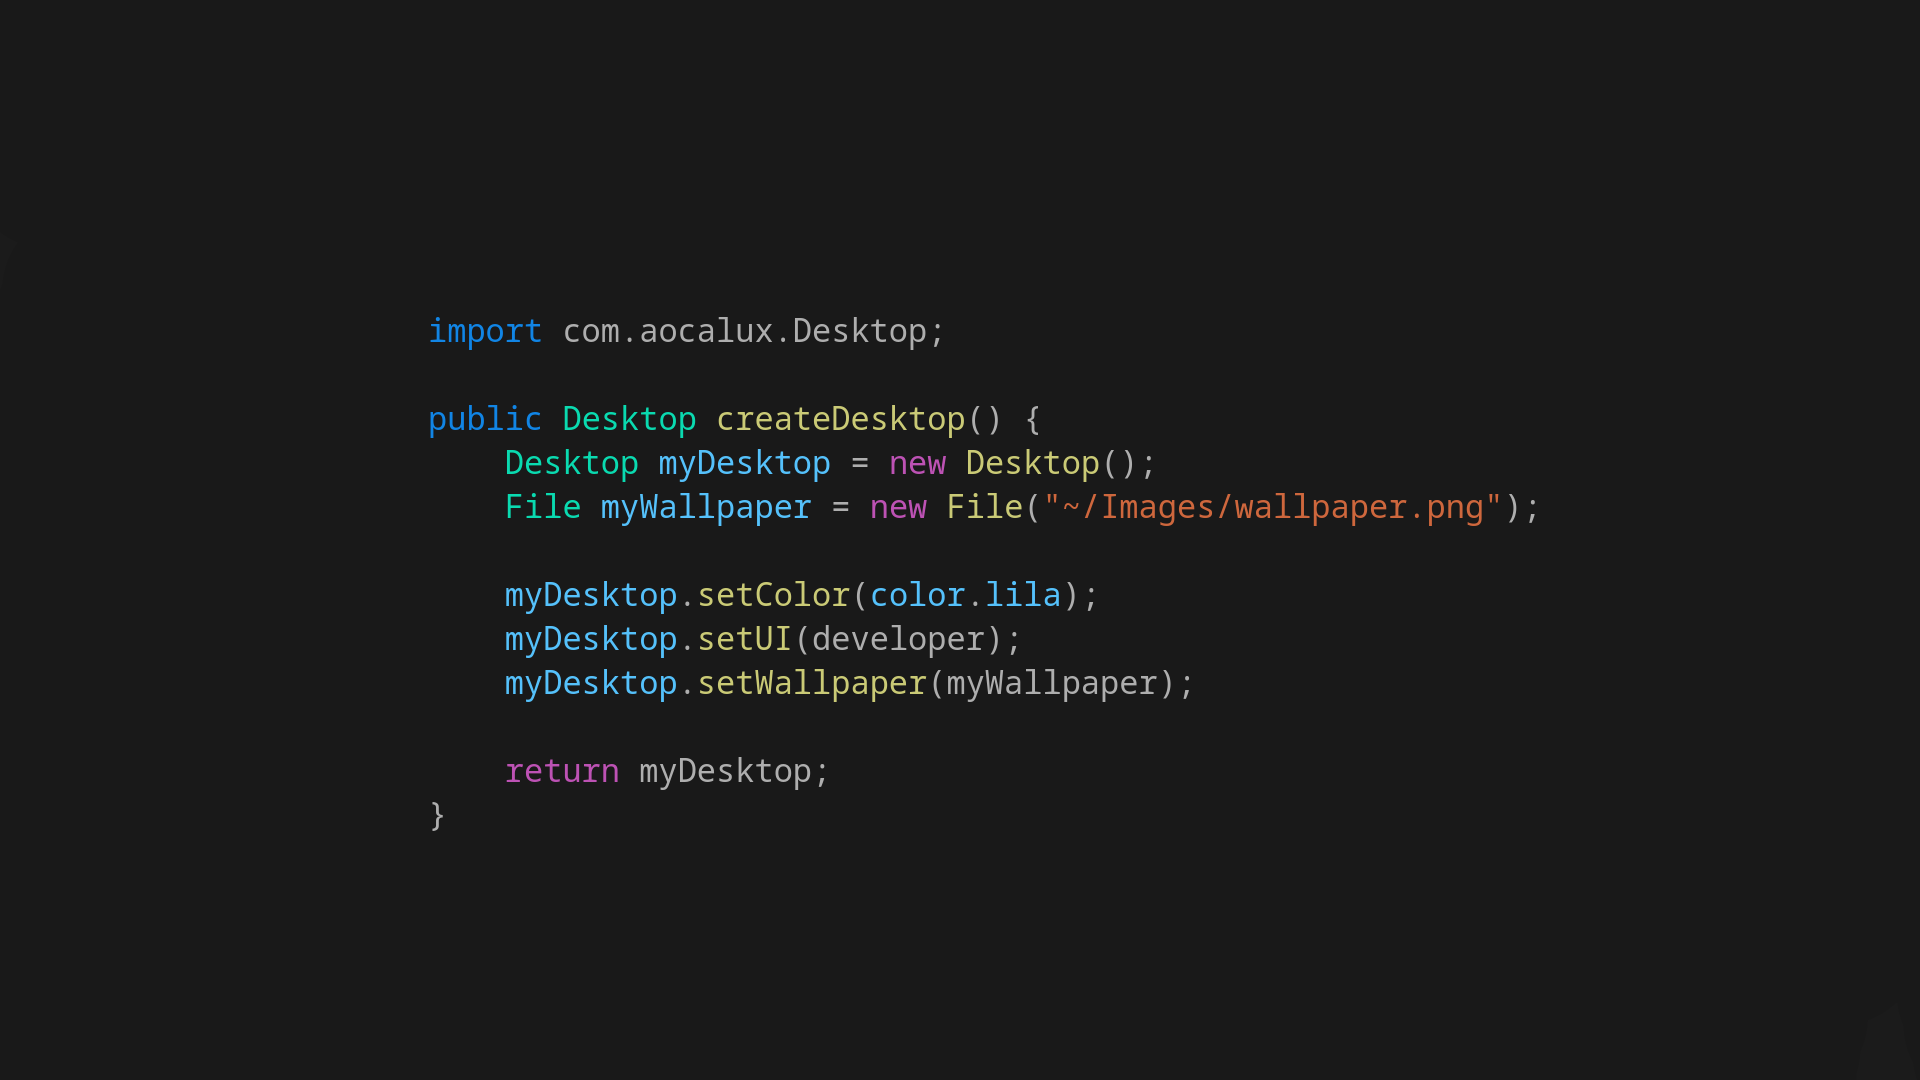 import com.aocalux.Desktop;
public Desktop createDesktop() {
Desktop myDesktop = new Desktop();
File myWallpaper = new File("~/Images/wallpaper.png");
myDesktop.setColor(color.lila);
myDesktop.setUI(developer);
myDesktop.setWallpaper(myWallpaper);
return myDesktop;
}